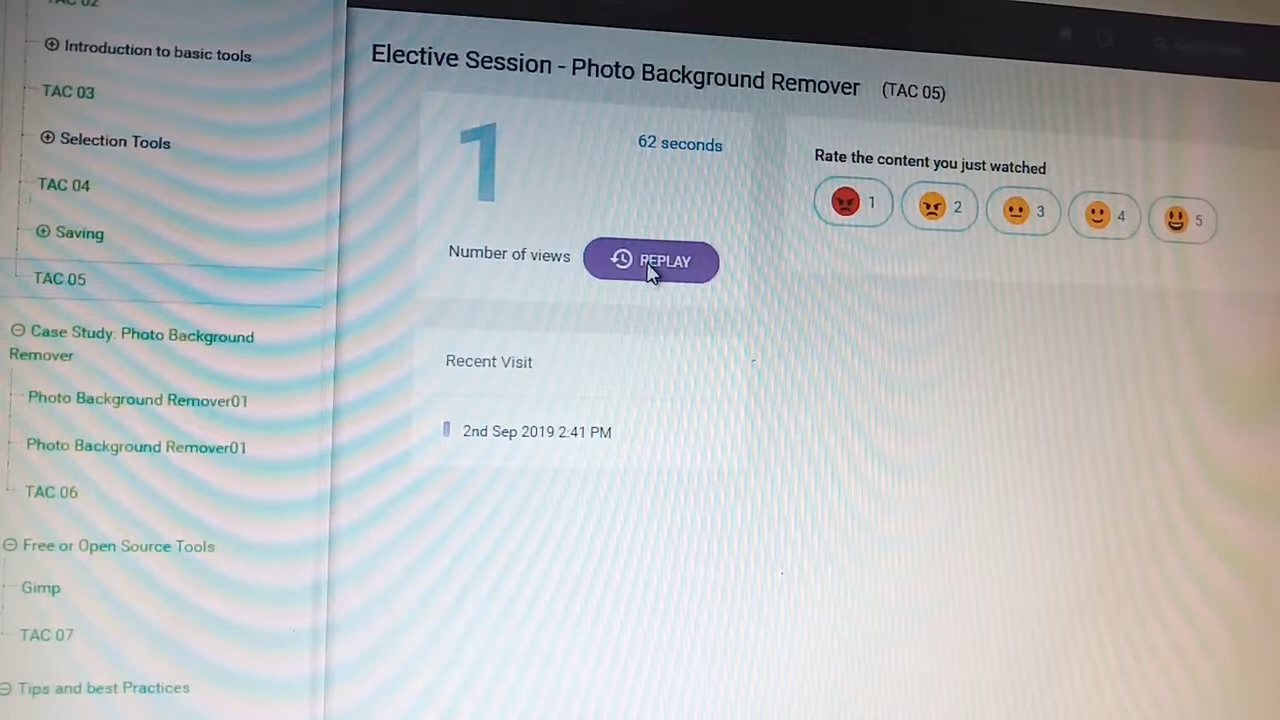 TAC 02
Introduction to basic tools
TAC 03
Selection Tools
TAC 04
Saving
TAC 05
Case Study: Photo Background
Remover
Photo Background Remover01
Photo Background Remover01
TAC 06
Free or Open Source Tools
Gimp
TAC 07
Tips and best Practices
Elective Session - Photo Background Remover (TAC 05)
1
62 seconds
Number of views
REPLAY
Recent Visit
2nd Sep 2019 2:41 PM
Rate the content you just watched
1 2 3 4 5